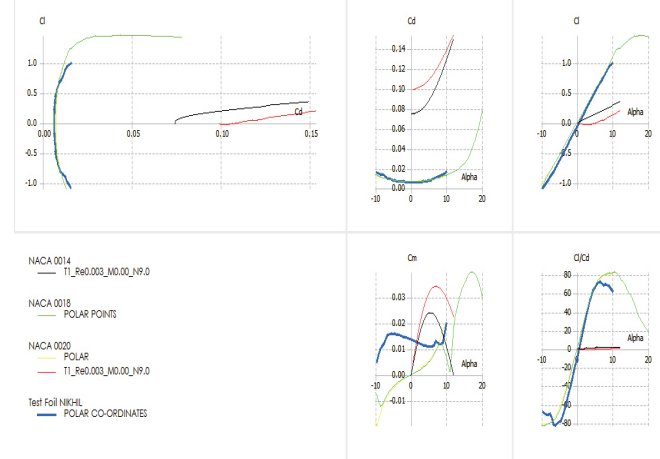 Cl
1.0
0.5
0.0
0.00
0.05
0.10
Cd
0.15
-0.5
-1.0
Cd
0.14
0.12
0.10
0.08
0.06
0.04
0.02
0.00
-10
0
10
20
Alpha
Cl
1.0
0.5
0.0
-10
0
10
20
Alpha
-0.5
-1.0
NACA 0014
T1_Re0.003_M0.00_N9.0
NACA 0018
POLAR POINTS
NACA 0020
POLAR
T1_Re0.003_M0.00_N9.0
Test Foil NIKHIL
POLAR CO-ORDINATES
Cm
0.03
0.02
0.01
0.00
-10
0
10
20
Alpha
-0.01
Cl/Cd
80
60
40
20
0
-10
0
10
20
Alpha
-20
-40
-60
-80